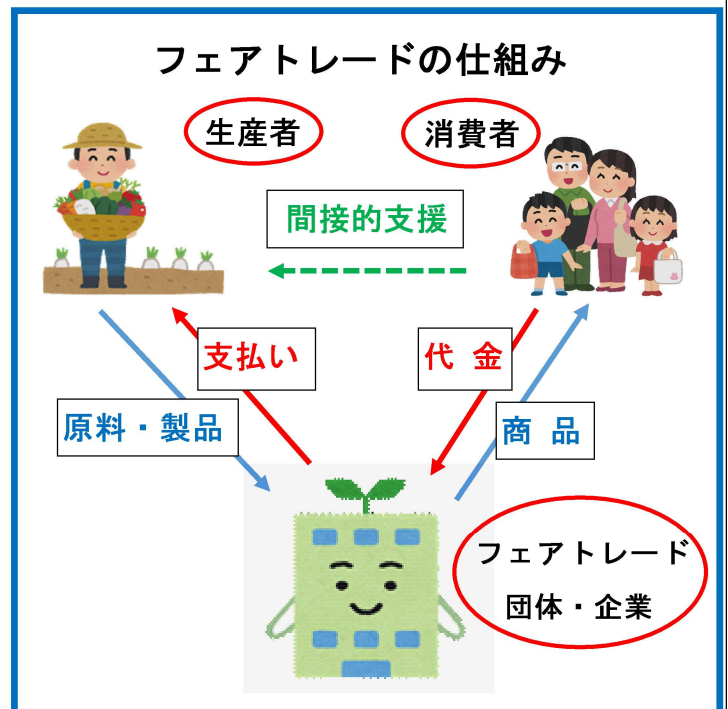 フェアトレードの仕組み
生産者
消費者
間接的支援
支払い
代 金
原料・製品
商 品
フェアトレード
団体・企業